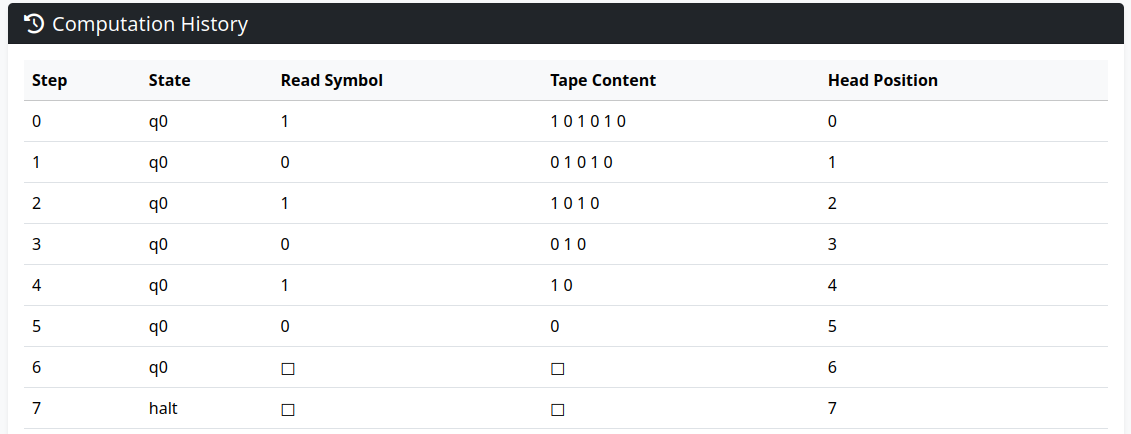 Computation History
Step State Read Symbol Tape Content Head Position
0 q0 1 1 0 1 0 1 0 0
1 q0 0 0 1 0 1 0 1
2 q0 1 1 0 1 0 2
3 q0 0 0 1 0 3
4 q0 1 1 0 4
5 q0 0 0 5
6 q0 □ □ 6
7 halt □ □ 7